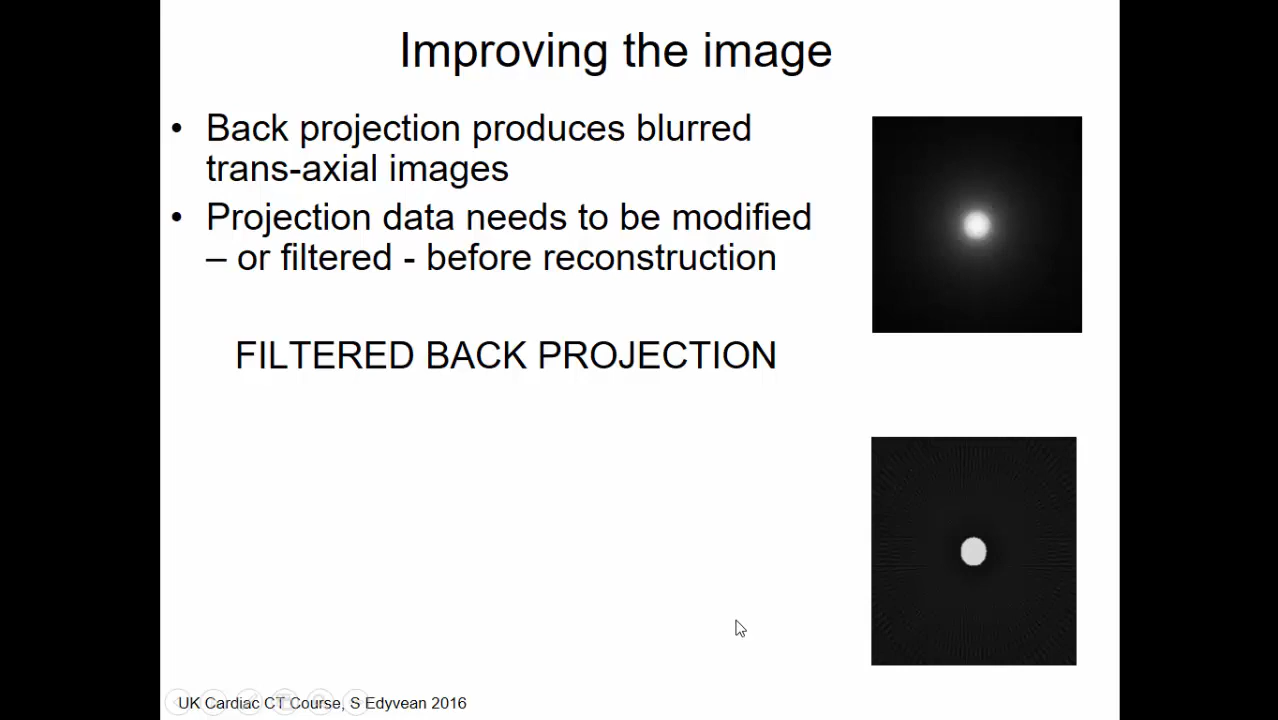 Improving the image
• Back projection produces blurred
trans-axial images
• Projection data needs to be modified
– or filtered - before reconstruction
FILTERED BACK PROJECTION
UK Cardiac CT Course, S Edyvean 2016